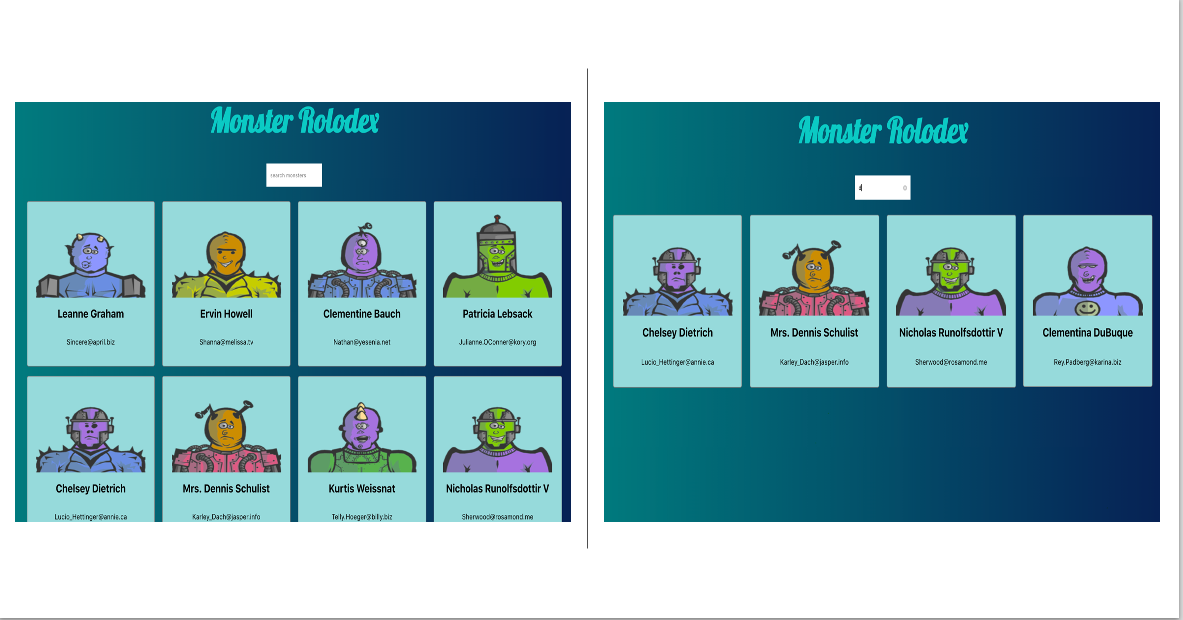 Monster Rolodex
search monsters
Leanne Graham
Ervin Howell
Clementine Bauch
Patricia Lebsack
Sincere@april.biz
Shanna@melissa.tv
Nathan@yesenia.net
Julianne.OConner@kory.org
Chelsey Dietrich
Mrs. Dennis Schulist
Kurtis Weissnat
Nicholas Runolfsdottir V
Lucio_Hettinger@annie.ca
Karley_Dach@jasper.info
Telly.Hoeger@billy.biz
Sherwood@rosamond.me
Monster Rolodex
d
Chelsey Dietrich
Mrs. Dennis Schulist
Nicholas Runolfsdottir V
Clementina DuBuque
Lucio_Hettinger@annie.ca
Karley_Dach@jasper.info
Sherwood@rosamond.me
Rey.Padberg@karina.biz